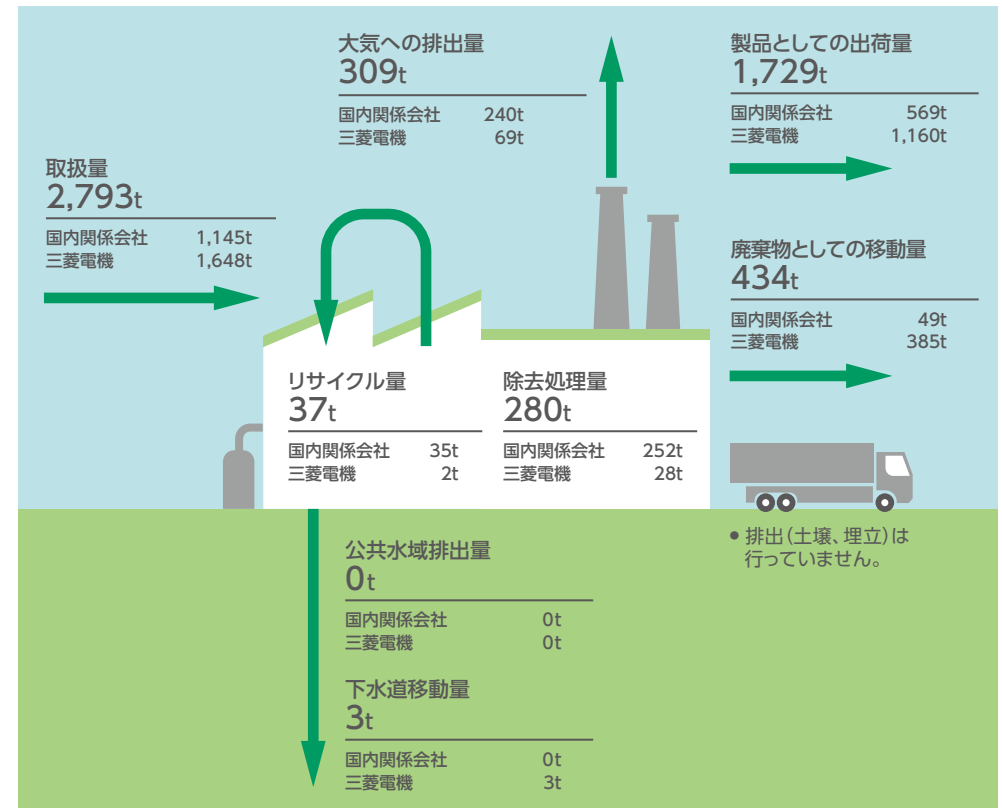 取扱量
2,793t
国内関係会社 1,145t
三菱電機 1,648t
大気への排出量
309t
国内関係会社 240t
三菱電機 69t
製品としての出荷量
1,729t
国内関係会社 569t
三菱電機 1,160t
廃棄物としての移動量
434t
国内関係会社 49t
三菱電機 385t
リサイクル量
37t
国内関係会社 35t
三菱電機 2t
除去処理量
280t
国内関係会社 252t
三菱電機 28t
● 排出(土壌、埋立)は
行っていません。
公共水域排出量
0t
国内関係会社 0t
三菱電機 0t
下水道移動量
3t
国内関係会社 0t
三菱電機 3t